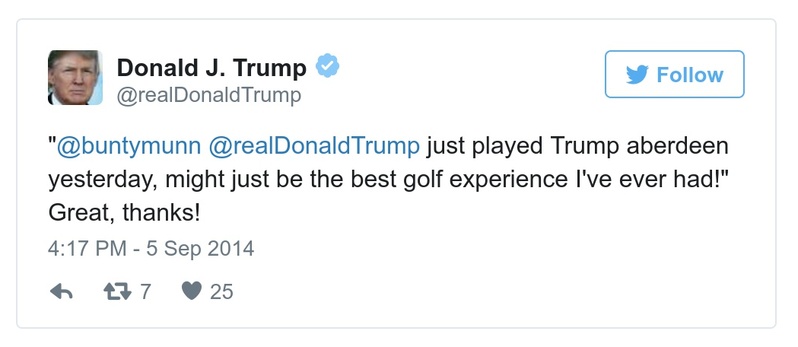 Donald J. Trump
@realDonaldTrump
Follow
"@buntymunn @realDonaldTrump just played Trump aberdeen
yesterday, might just be the best golf experience I've ever had!"
Great, thanks!
4:17 PM - 5 Sep 2014
7 25